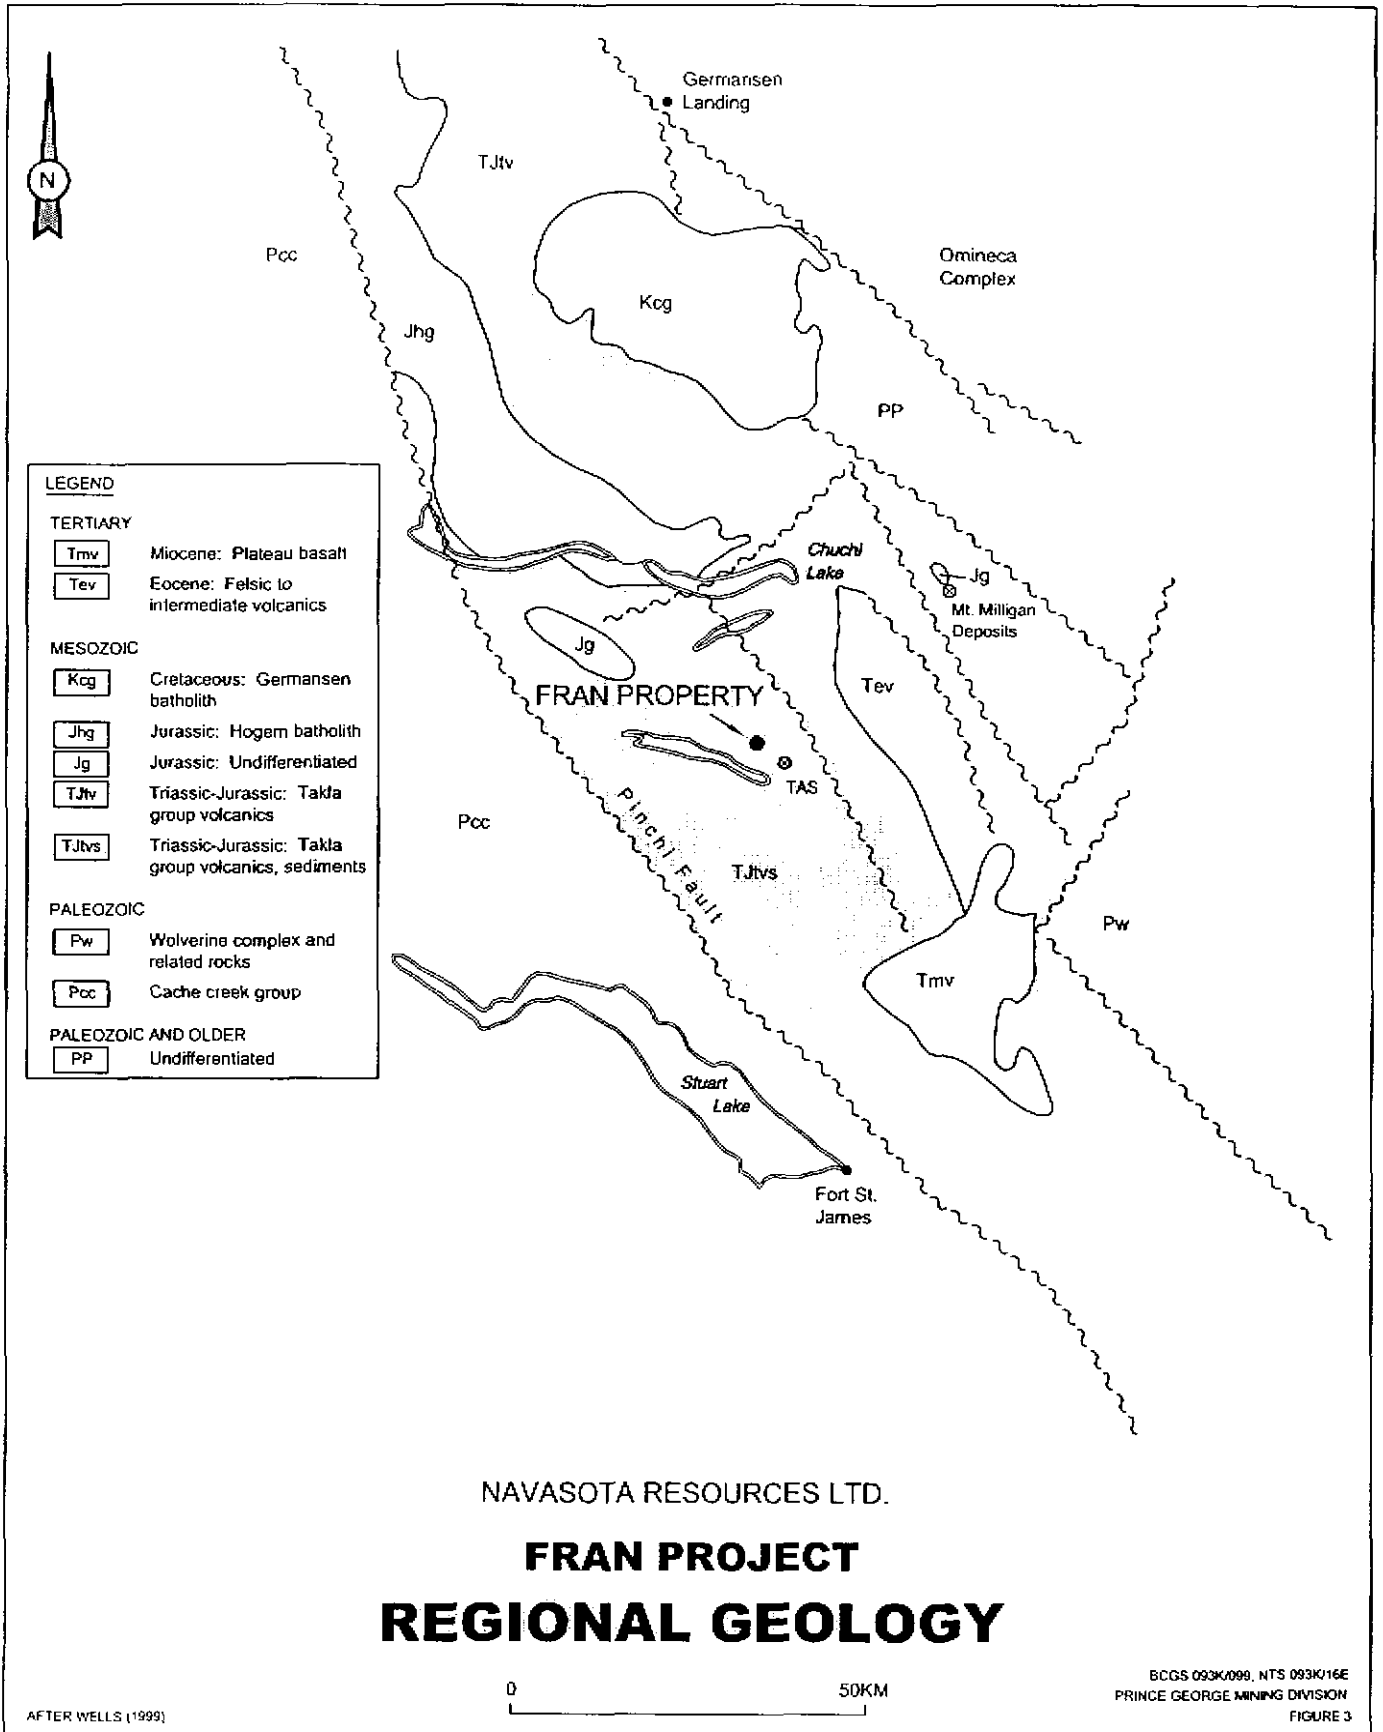 Germansen
Landing
N
TJtv
Pcc
Omineca
Complex
Kcg
Jhg
PP
LEGEND
TERTIARY
Tmv Miocene: Plateau basalt
Tev Eocene: Felsic to
intermediate volcanics
MESOZOIC
Kcg Cretaceous: Germansen
batholith
Jhg Jurassic: Hogem batholith
Jg Jurassic: Undifferentiated
TJtv Triassic-Jurassic: Takla
group volcanics
TJtvs Triassic-Jurassic: Takla
group volcanics, sediments
PALEOZOIC
Pw Wolverine complex and
related rocks
Pcc Cache creek group
PALEOZOIC AND OLDER
PP Undifferentiated
Chuchi
Lake
Jg
Mt. Milligan
Deposits
Jg
Tev
FRAN PROPERTY
TAS
Pinchi Fault
Pcc
TJtvs
Pw
Tmv
Stuart
Lake
Fort St.
James
NAVASOTA RESOURCES LTD.
FRAN PROJECT
REGIONAL GEOLOGY
0 50KM
BCGS 093K/099, NTS 093K/16E
PRINCE GEORGE MINING DIVISION
FIGURE 3
AFTER WELLS (1999)